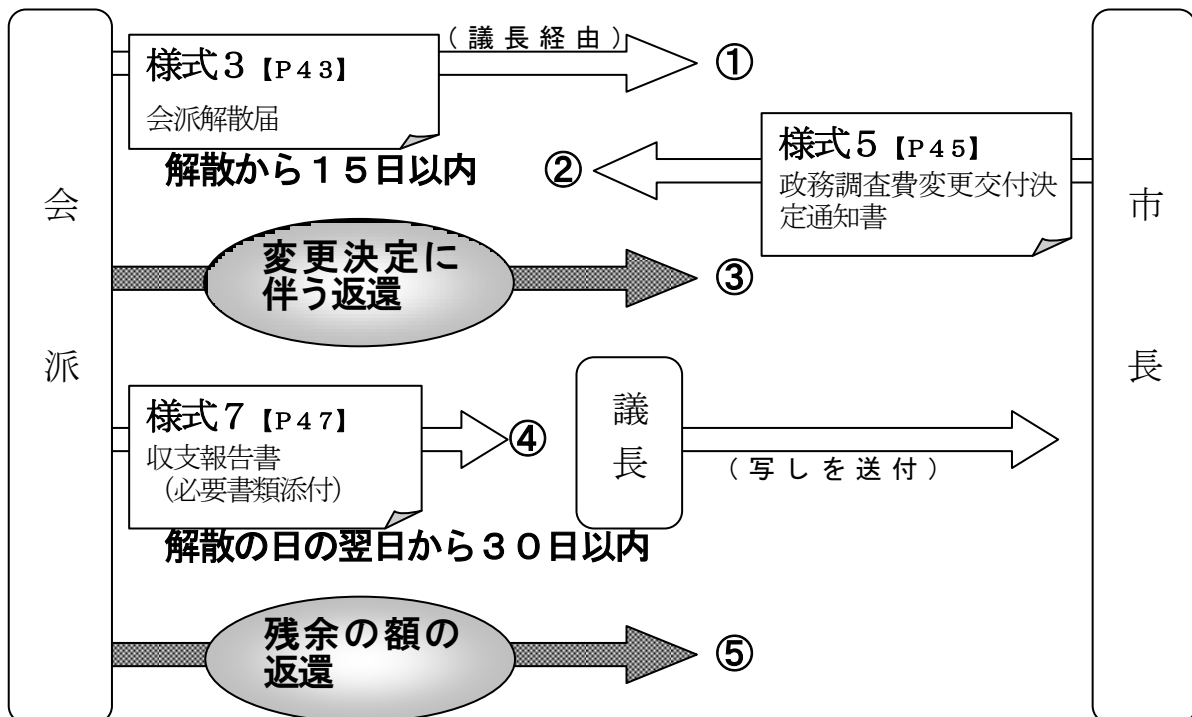 会派
市長
(議長経由)
様式3【P43】
会派解散届
①
解散から15日以内
②
様式5【P45】
政務調査費変更交付決
定通知書
変更決定に
伴う返還
③
様式7【P47】
収支報告書
(必要書類添付)
④
議長
(写しを送付)
解散の日の翌日から30日以内
残余の額の
返還
⑤